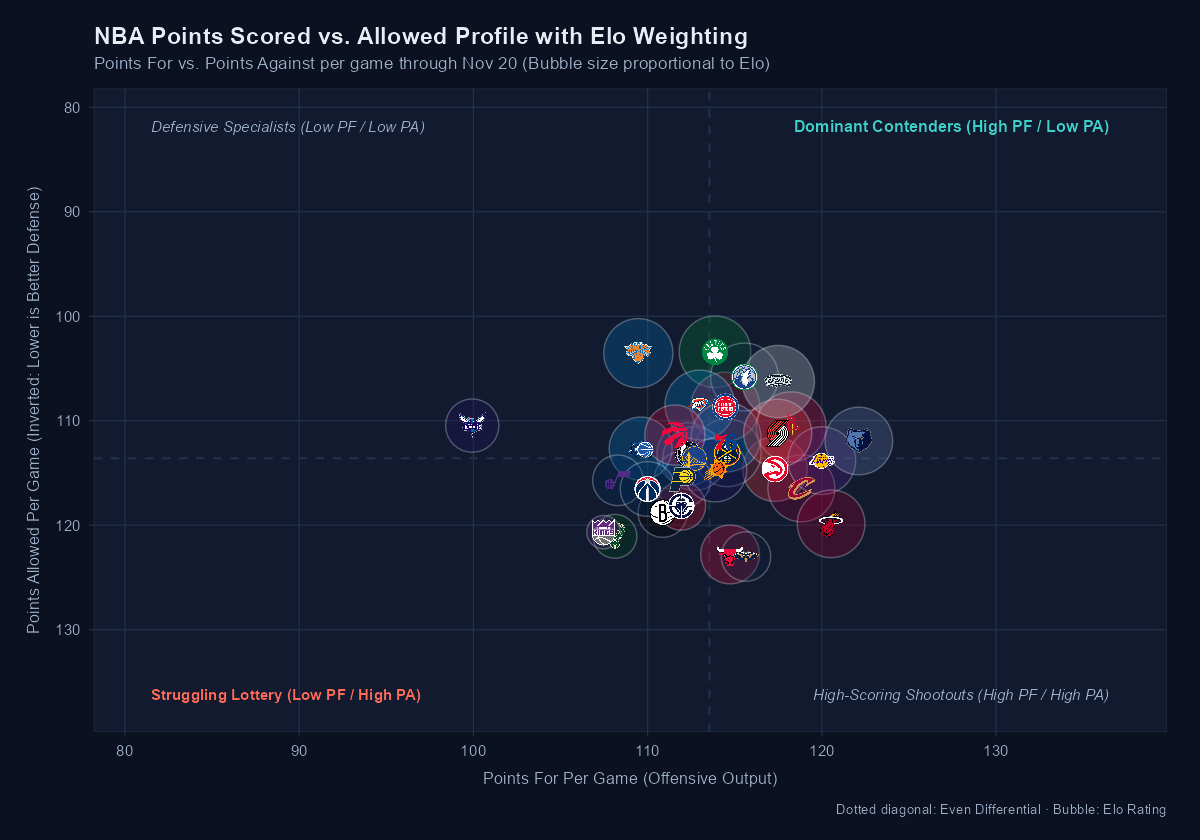 NBA Points Scored vs. Allowed Profile with Elo Weighting
Points For vs. Points Against per game through Nov 20 (Bubble size proportional to Elo)
Defensive Specialists (Low PF / Low PA)
Dominant Contenders (High PF / Low PA)
Points Allowed Per Game (Inverted: Lower is Better Defense)
80
90
100
110
120
130
B
KINGS
Struggling Lottery (Low PF / High PA)
High-Scoring Shootouts (High PF / High PA)
80
90
100
110
120
130
Points For Per Game (Offensive Output)
Dotted diagonal: Even Differential · Bubble: Elo Rating